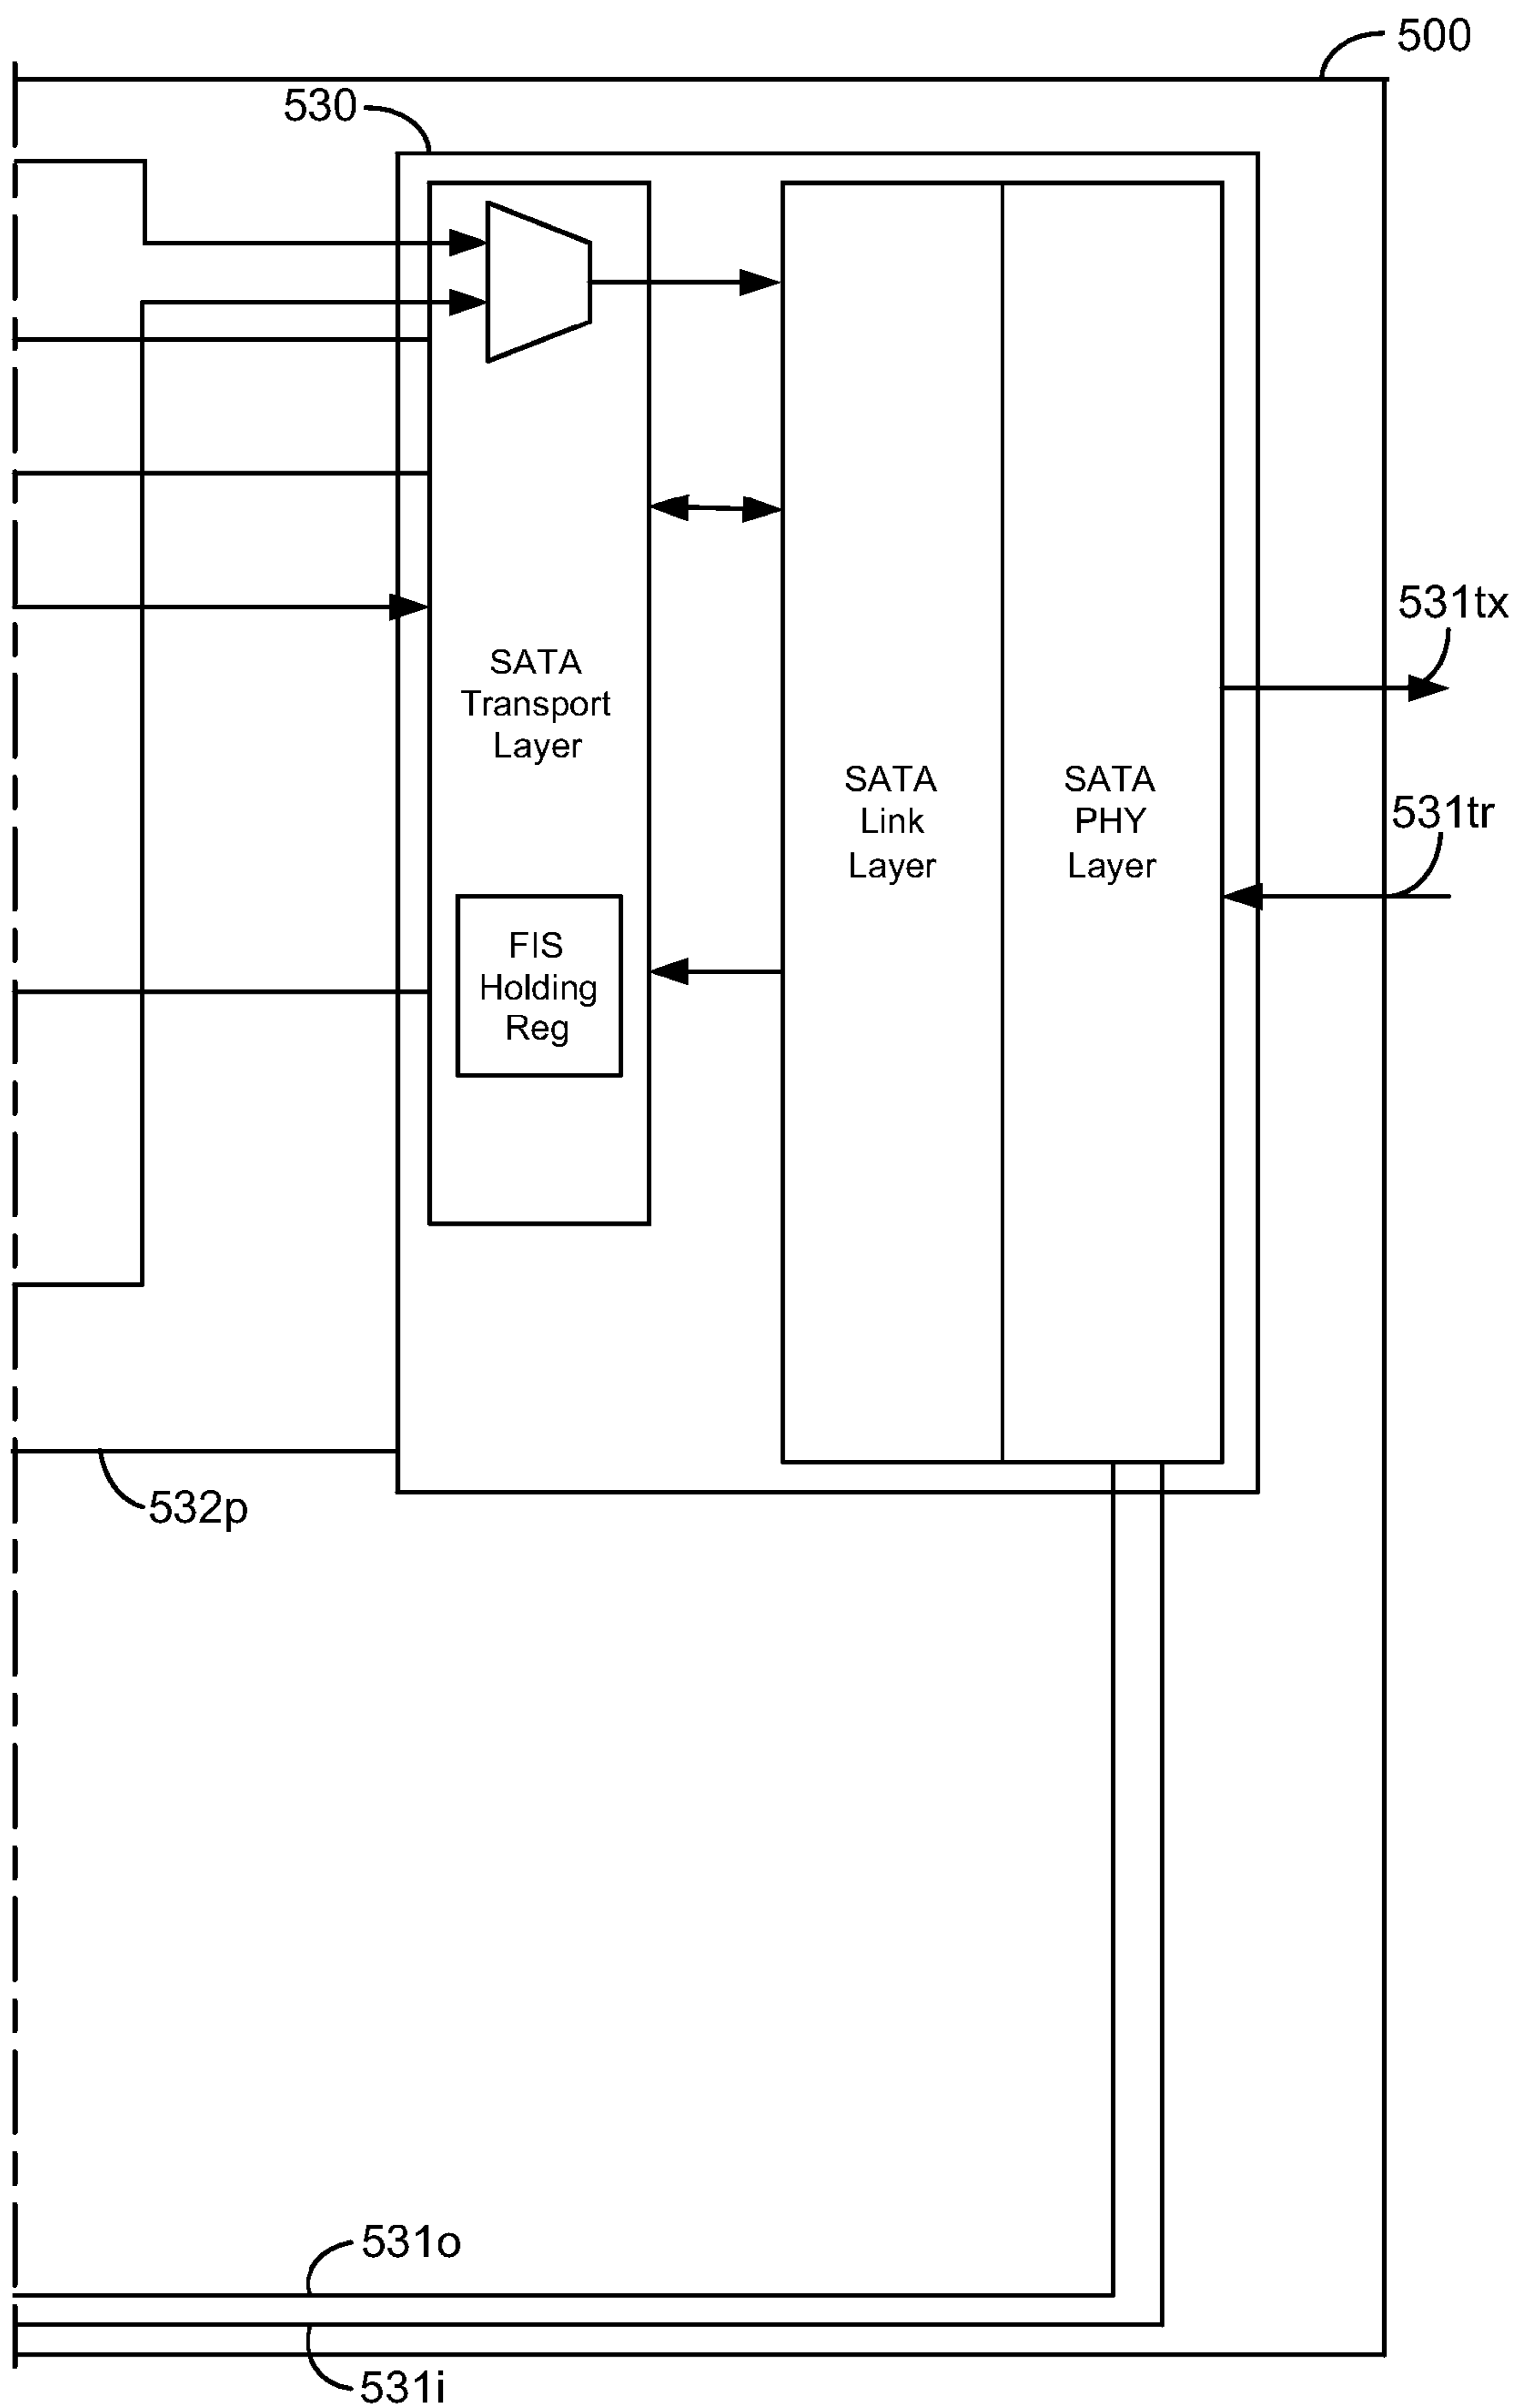 500
530
531tx
SATA
Transport
Layer
SATA
Link
Layer
SATA
PHY
Layer
531tr
FIS
Holding
Reg
532p
531o
531i